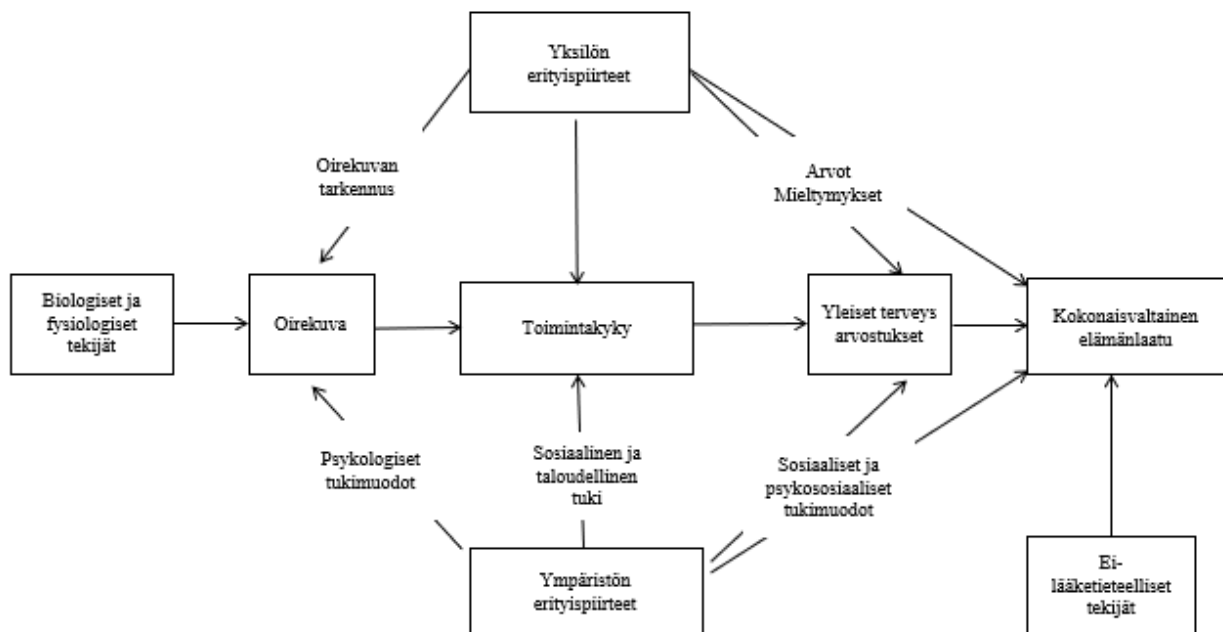 Yksilön
erityispiirteet
Oirekuvan
tarkennus
Arvot
Mieltymykset
Biologiset ja
fysiologiset
tekijät
Oirekuva
Toimintakyky
Yleiset terveys
arvostukset
Kokonaisvaltainen
elämänlaatu
Psykologiset
tukimuodot
Sosiaalinen ja
taloudellinen
tuki
Sosiaaliset ja
psykososiaaliset
tukimuodot
Ympäristön
erityispiirteet
Ei-
lääketieteelliset
tekijät